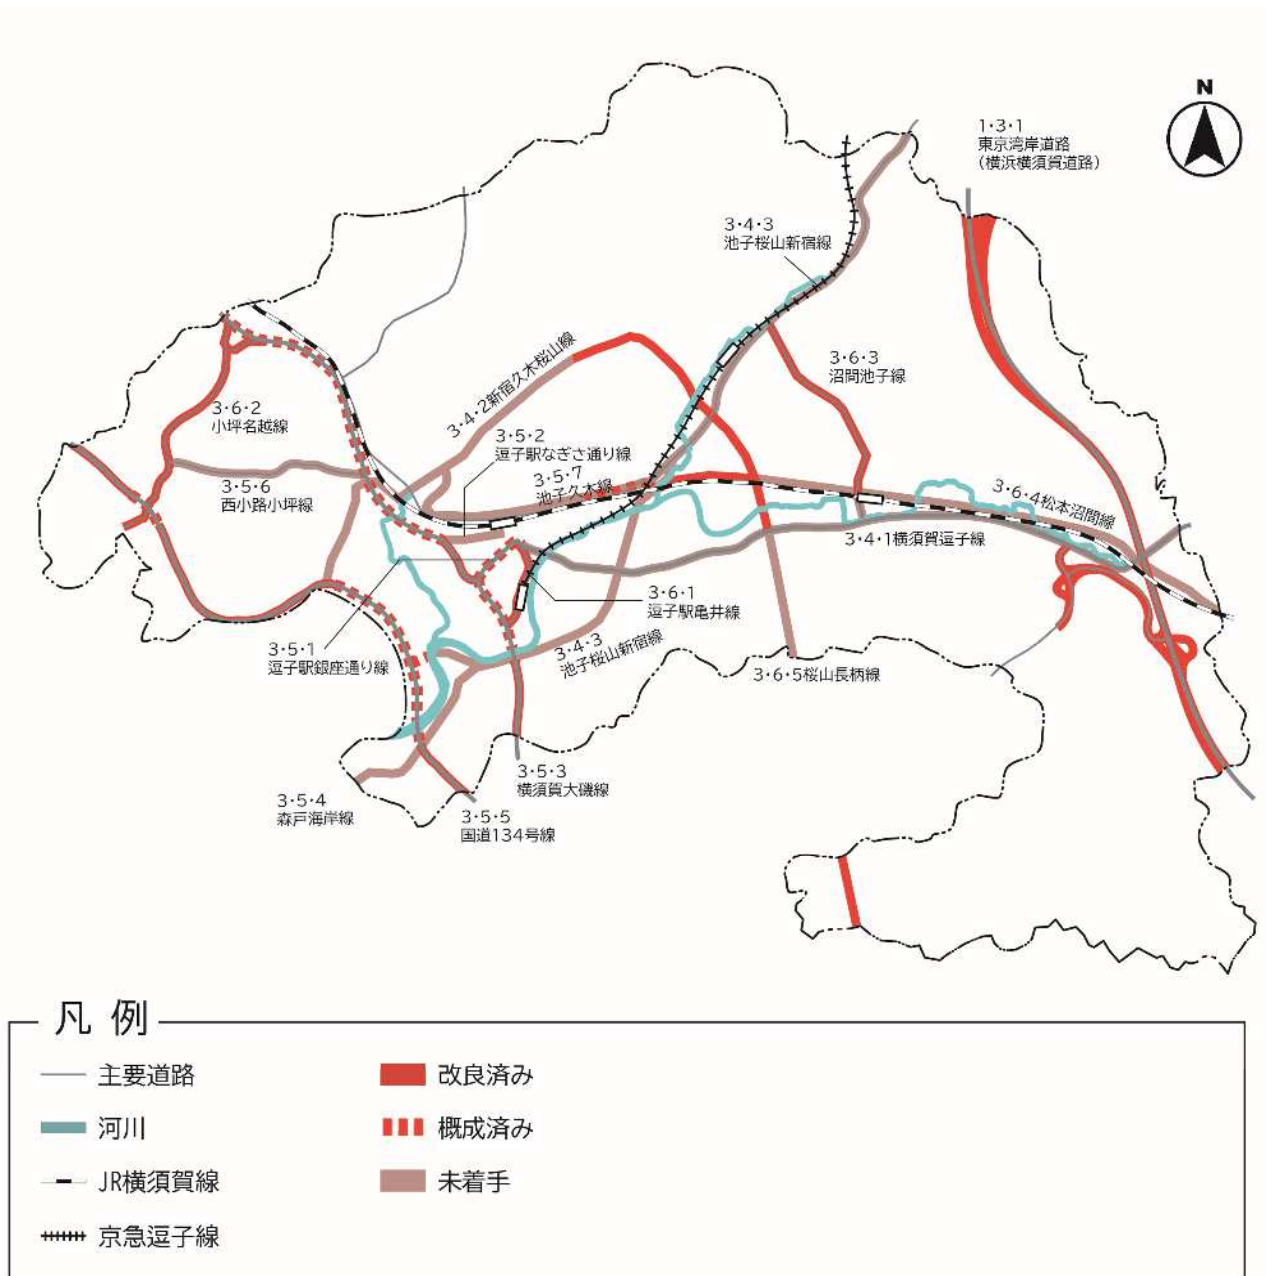 N
1・3・1
東京湾岸道路
(横浜横須賀道路)
3・4・3
池子桜山新宿線
3・4・2新宿久木桜山線
3・6・3
沼間池子線
3・6・2
小坪名越線
3・5・2
逗子駅なぎさ通り線
3・5・7
池子久木線
3・5・6
西小路小坪線
3・6・4松本沼間線
3・4・1横須賀逗子線
3・6・1
逗子駅亀井線
3・5・1
逗子駅銀座通り線
3・4・3
池子桜山新宿線
3・6・5桜山長柄線
3・5・3
横須賀大磯線
3・5・4
森戸海岸線
3・5・5
国道134号線
凡例
主要道路
改良済み
河川
概成済み
JR横須賀線
未着手
京急逗子線